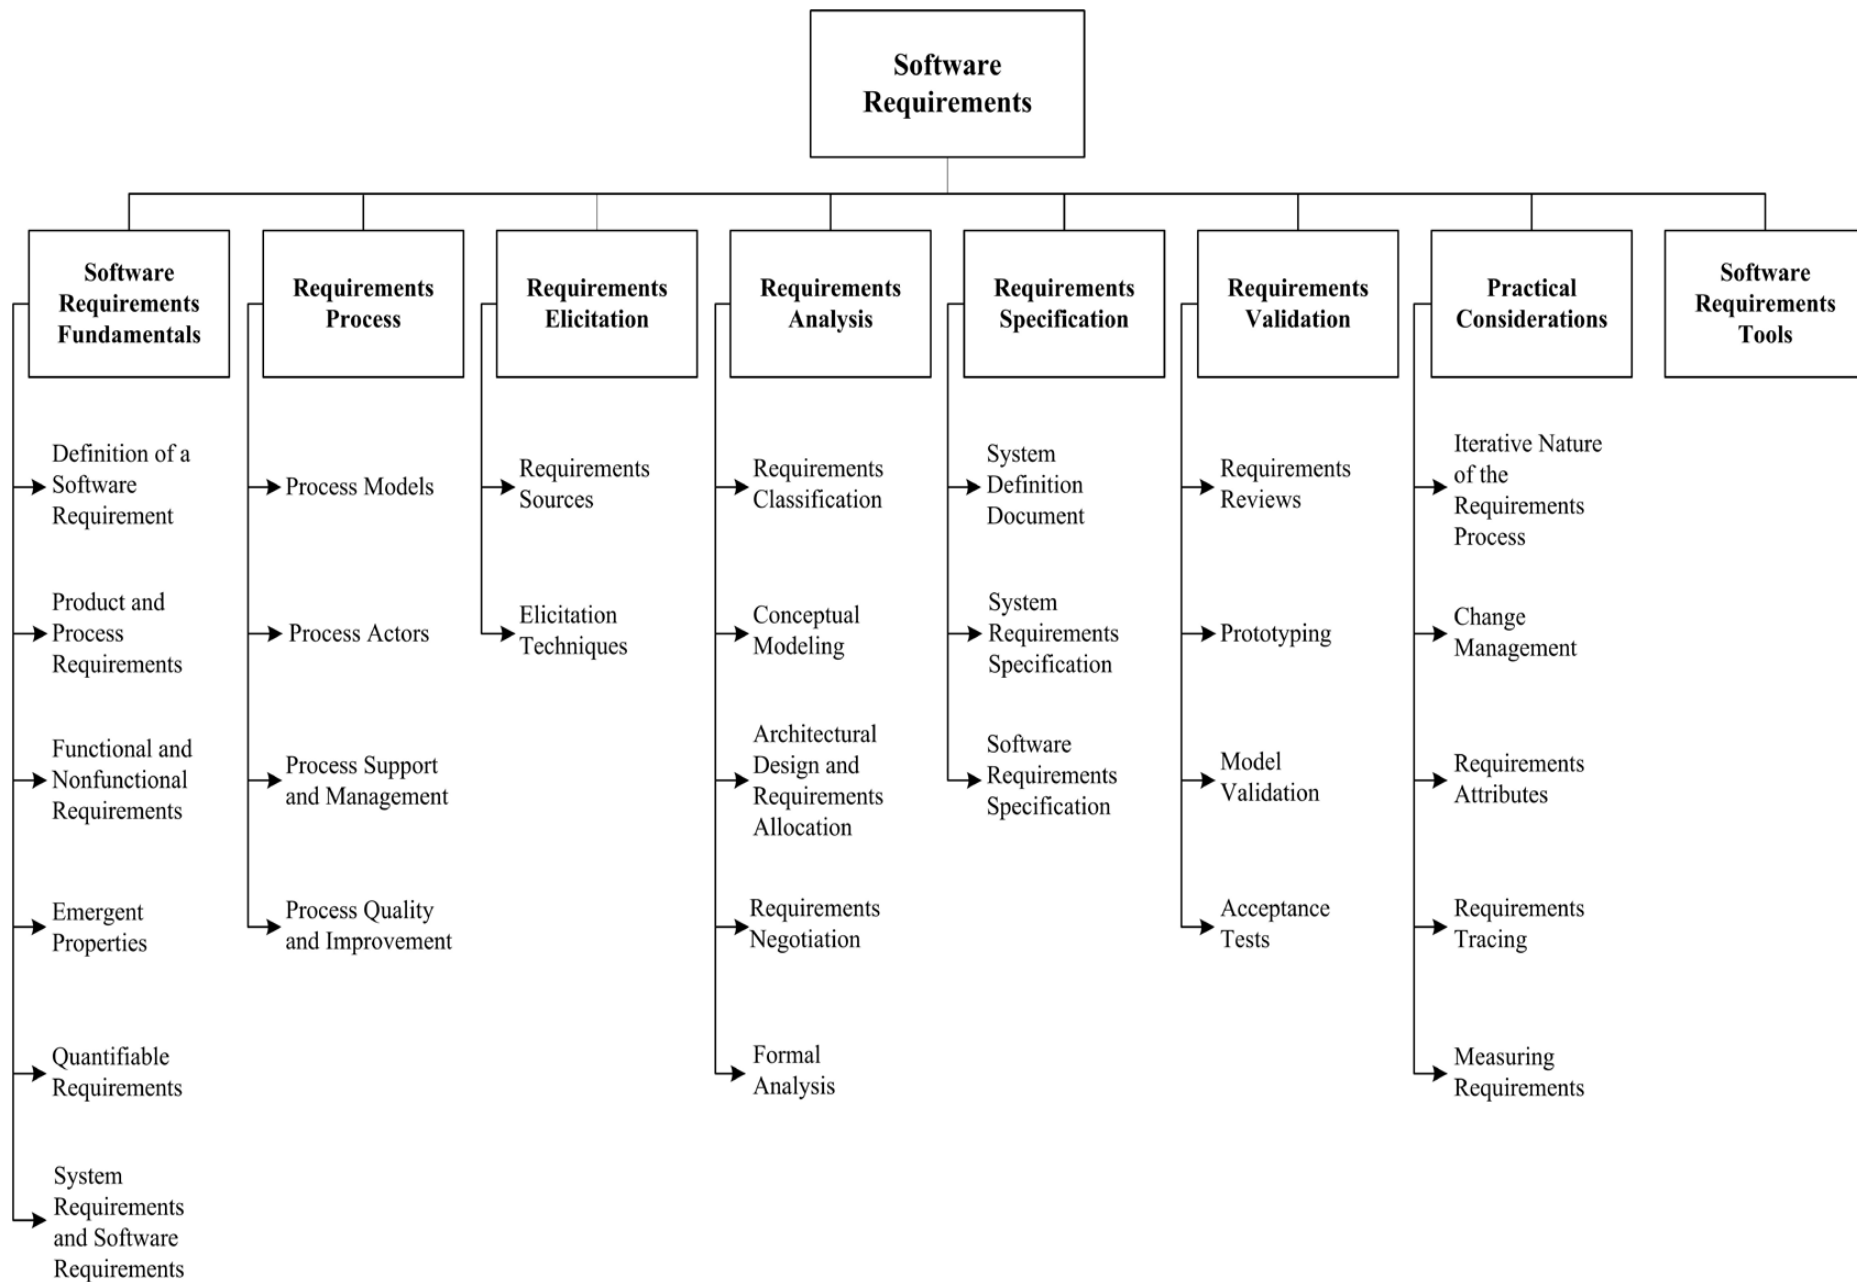 Software
Requirements
Software
Requirements
Fundamentals
Requirements
Process
Requirements
Elicitation
Requirements
Analysis
Requirements
Specification
Requirements
Validation
Practical
Considerations
Software
Requirements
Tools
Definition of a
Software
Requirement
Product and
Process
Requirements
Functional and
Nonfunctional
Requirements
Emergent
Properties
Quantifiable
Requirements
System
Requirements
and Software
Requirements
Process Models
Process Actors
Process Support
and Management
Process Quality
and Improvement
Requirements
Sources
Elicitation
Techniques
Requirements
Classification
Conceptual
Modeling
Architectural
Design and
Requirements
Allocation
Requirements
Negotiation
Formal
Analysis
System
Definition
Document
System
Requirements
Specification
Software
Requirements
Specification
Requirements
Reviews
Prototyping
Model
Validation
Acceptance
Tests
Iterative Nature
of the
Requirements
Process
Change
Management
Requirements
Attributes
Requirements
Tracing
Measuring
Requirements